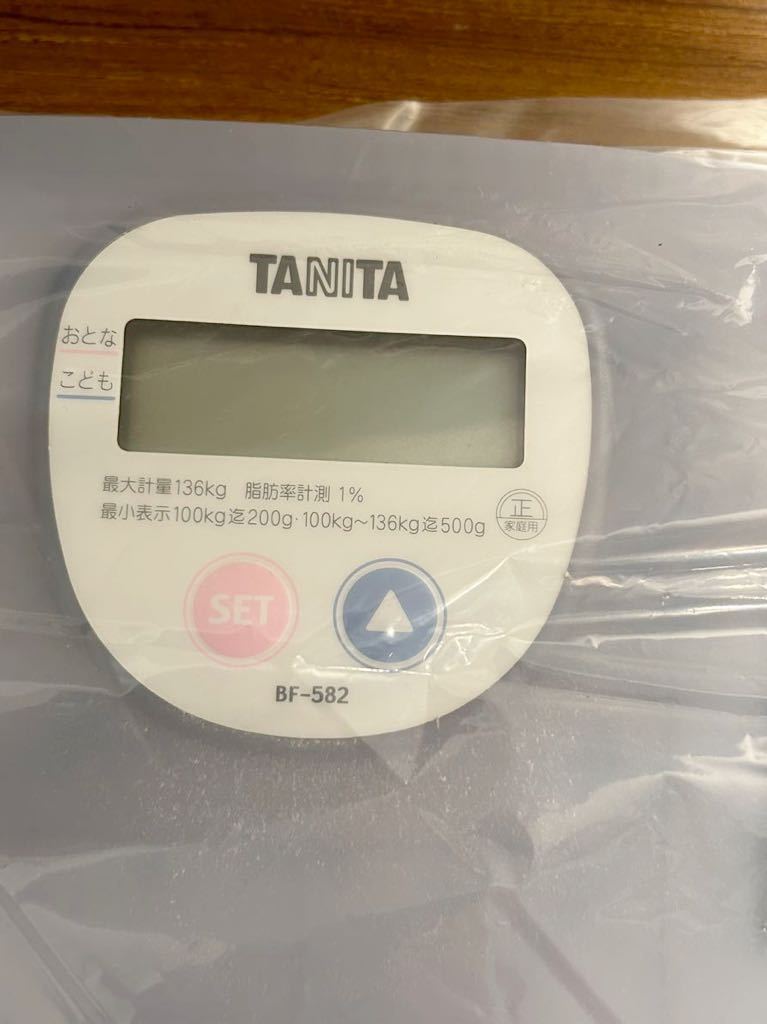 TANITA
おとな
こども
最大計量136kg 脂肪率計測 1%
最小表示100kg迄200g·100kg〜136kg迄500g
正
家庭用
SET
BF-582